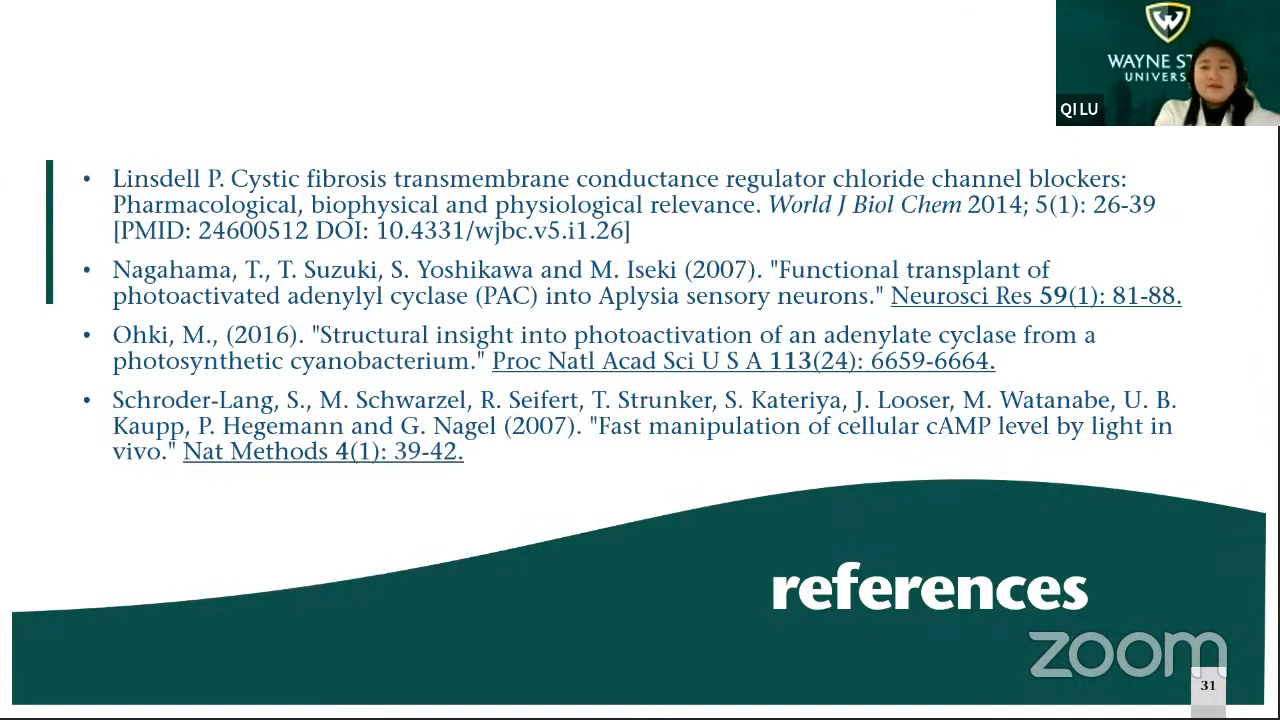 WAYNE ST
UNIVERS
QI LU
• Linsdell P. Cystic fibrosis transmembrane conductance regulator chloride channel blockers:
Pharmacological, biophysical and physiological relevance. World J Biol Chem 2014; 5(1): 26-39
[PMID: 24600512 DOI: 10.4331/wjbc.v5.i1.26]
• Nagahama, T., T. Suzuki, S. Yoshikawa and M. Iseki (2007). "Functional transplant of
photoactivated adenylyl cyclase (PAC) into Aplysia sensory neurons." Neurosci Res 59(1): 81-88.
• Ohki, M., (2016). "Structural insight into photoactivation of an adenylate cyclase from a
photosynthetic cyanobacterium." Proc Natl Acad Sci U S A 113(24): 6659-6664.
• Schroder-Lang, S., M. Schwarzel, R. Seifert, T. Strunker, S. Kateriya, J. Looser, M. Watanabe, U. B.
Kaupp, P. Hegemann and G. Nagel (2007). "Fast manipulation of cellular cAMP level by light in
vivo." Nat Methods 4(1): 39-42.
references
zoom
31